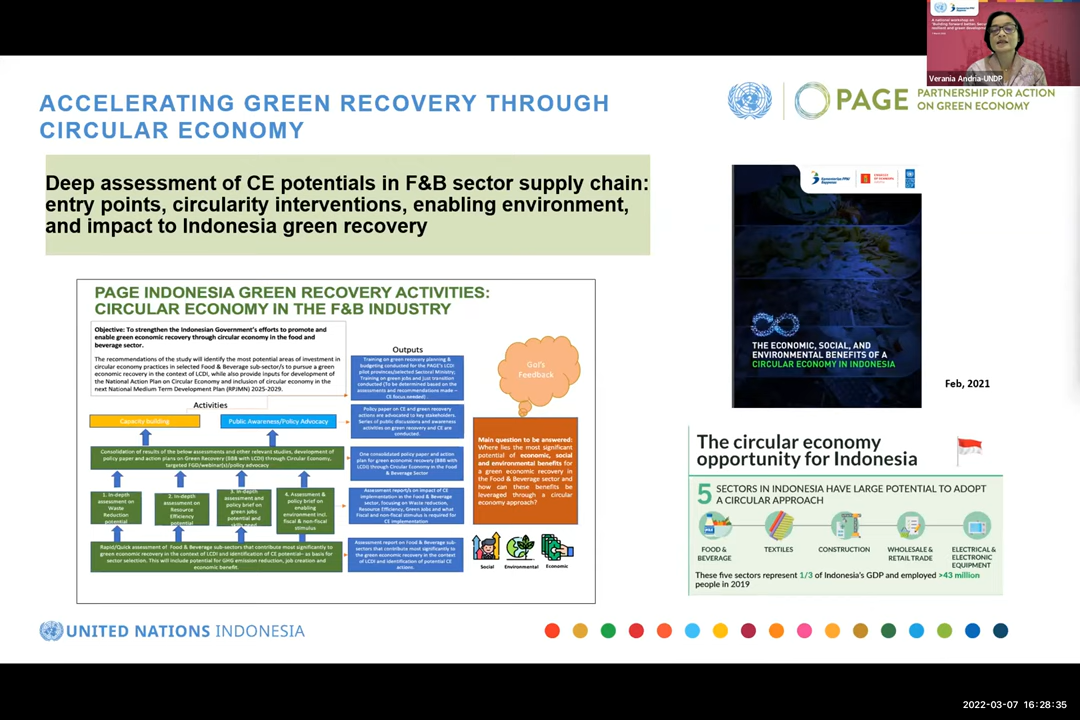 A national workshop on
Verania Andria-UNDP
ACCELERATING GREEN RECOVERY THROUGH
CIRCULAR ECONOMY
PAGE
PARTNERSHIP FOR ACTION
ON GREEN ECONOMY
Deep assessment of CE potentials in F&B sector supply chain:
entry points, circularity interventions, enabling environment,
and impact to Indonesia green recovery
PAGE INDONESIA GREEN RECOVERY ACTIVITIES:
CIRCULAR ECONOMY IN THE F&B INDUSTRY
Objective: To strengthen the Indonesian Government's efforts to promote and
enable green economic recovery through circular economy in the food and
beverage sector.
The recommendations of the study will identify the most potential areas of investment in
circular economy practices in selected Food & Beverage sub-sector/s to pursue a green
economic recovery in the context of LCDI, while also provide inputs for development of
the National Action Plan on Circular Economy and inclusion of circular economy in the
next National Medium Term Development Plan (RPJMN) 2025-2029.
Activities
Capacity building
Public Awareness/Policy Advocacy
Consolidation of results of the below assessments and other relevant studies, development of
policy paper and action plans on Green Recovery (BBB with LCDI) through Circular Economy,
targeted FGD/webinar(s)/policy advocacy
1. In-depth
assessment on
Waste
Reduction
potential
2. In-depth
assessment on
Resource
Efficiency
potential
3. In-depth
assessment and
policy brief on
green jobs
potential and
skills need
4. Assessment &
policy brief on
enabling
environment incl.
fiscal & non-fiscal
stimulus
Rapid/Quick assessment of Food & Beverage sub-sectors that contribute most significantly to
green economic recovery in the context of LCDI and identification of CE potential- as basis for
sector selection. This will include potential for GHG emission reduction, job creation and
economic benefit.
Outputs
Training on green recovery planning &
budgeting conducted for the PAGE's LCDI
pilot provinces/selected Sectoral Ministry;
Training on green jobs and just transition
conducted (To be determined based on the
assessments and recommendations made –
CE focus needed)
Policy paper on CE and green recovery
actions are advocated to key stakeholders.
Series of public discussions and awareness
activities on green recovery and CE are
conducted.
One consolidated policy paper and action
plan for green economic recovery (BBB with
LCDI) through Circular Economy in the Food
& Beverage Sector
Assessment report/s on impact of CE
implementation in the Food & Beverage
sector, focusing on Waste reduction,
Resource Efficiency, Green jobs and what
Fiscal and non-fiscal stimulus is required for
CE implementation
Assessment report on Food & Beverage sub-
sectors that contribute most significantly to
green economic recovery in the context
of LCDI and identification of potential CE
actions.
GoI's
Feedback
Main question to be answered:
Where lies the most significant
potential of economic, social
and environmental benefits for
a green economic recovery in
the Food & Beverage sector and
how can these benefits be
leveraged through a circular
economy approach?
Social
Environmental
Economic
THE ECONOMIC, SOCIAL, AND
ENVIRONMENTAL BENEFITS OF A
CIRCULAR ECONOMY IN INDONESIA
Feb, 2021
The circular economy
opportunity for Indonesia
5 SECTORS IN INDONESIA HAVE LARGE POTENTIAL TO ADOPT
A CIRCULAR APPROACH
FOOD &
BEVERAGE
TEXTILES
CONSTRUCTION
WHOLESALE &
RETAIL TRADE
ELECTRICAL &
ELECTRONIC
EQUIPMENT
These five sectors represent 1/3 of Indonesia's GDP and employed >43 million
people in 2019
UNITED NATIONS INDONESIA
2022-03-07 16:28:35